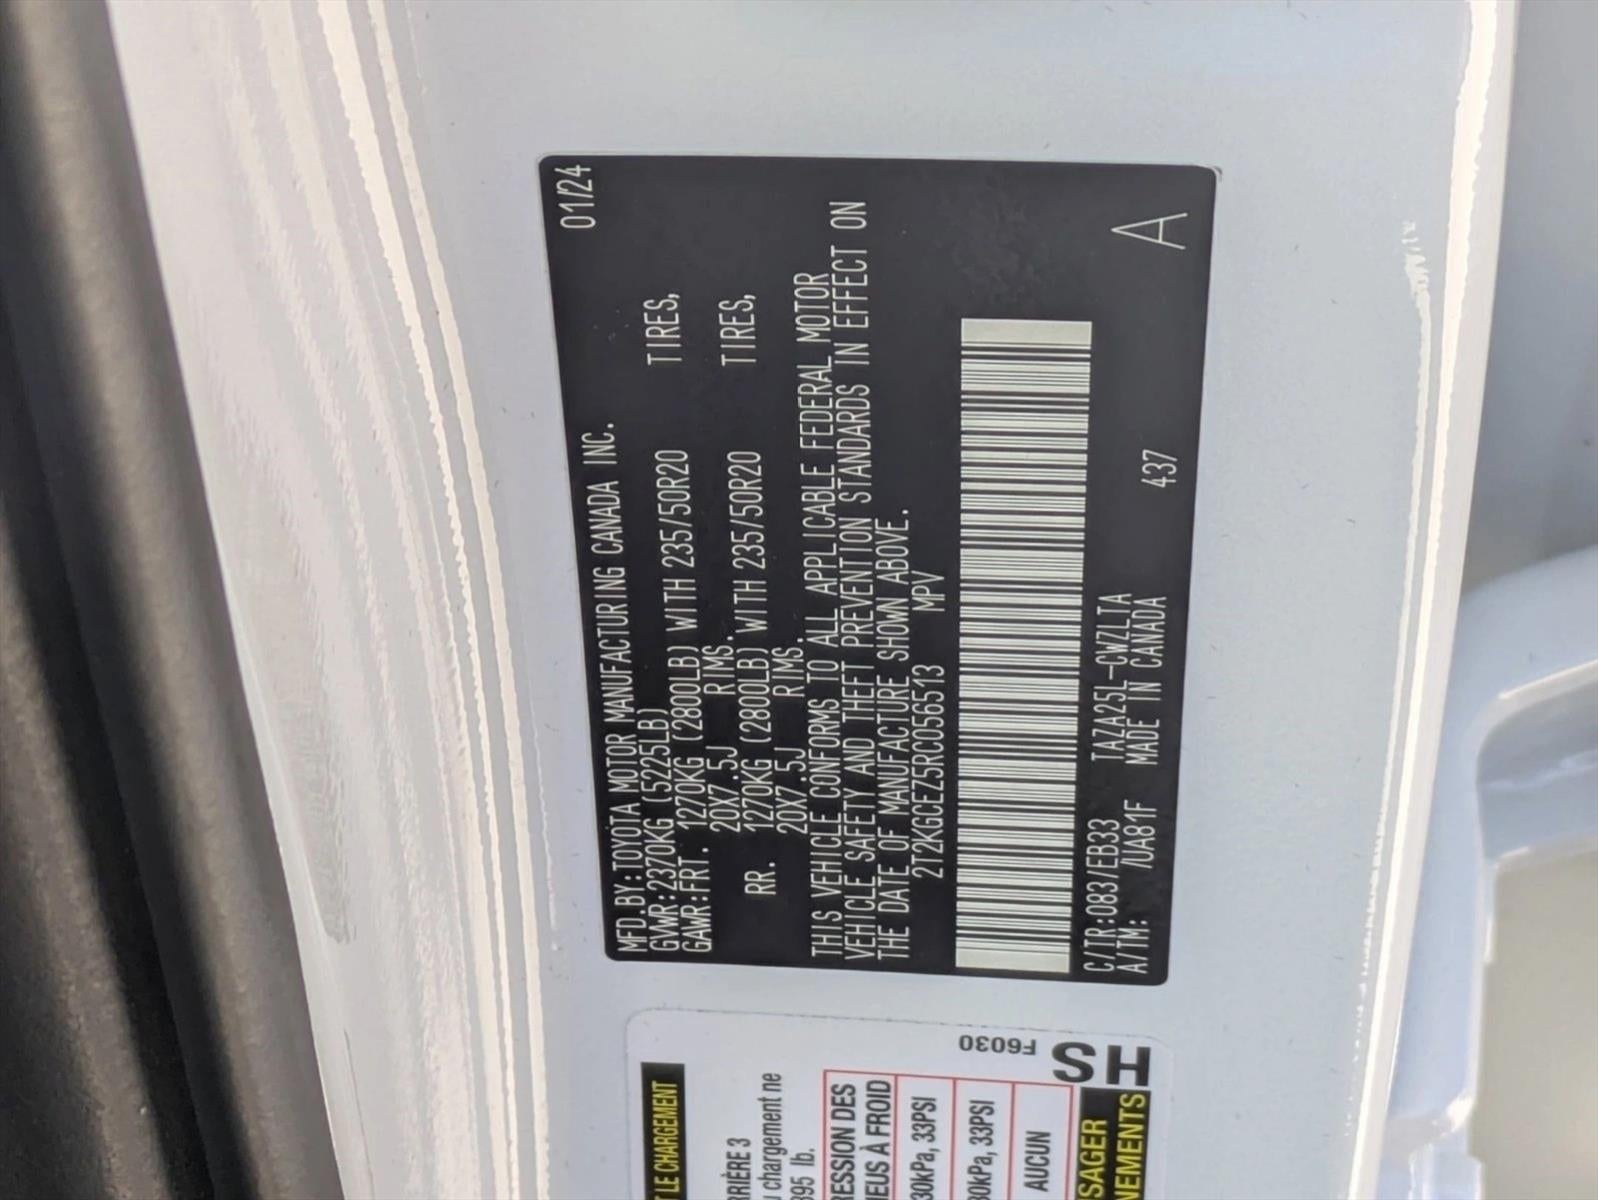 01/24
MFD.BY:TOYOTA MOTOR MANUFACTURING CANADA INC.
GVWR:2370KG (5225LB)
GAWR:FRT. 1270KG (2800LB) WITH 235/50R20 TIRES,
20X7.5J RIMS.
RR. 1270KG (2800LB) WITH 235/50R20 TIRES,
20X7.5J RIMS.
THIS VEHICLE CONFORMS TO ALL APPLICABLE FEDERAL MOTOR
VEHICLE SAFETY AND THEFT PREVENTION STANDARDS IN EFFECT ON
THE DATE OF MANUFACTURE SHOWN ABOVE.
2T2KGCEZ5RC056513 MPV
C/TR:083/EB33 TAZA25L-CWZLTA
A/TM: /UA81F MADE IN CANADA 437 A
HS
F6030
T LE CHARGEMENT
RRIÈRE 3
u chargement ne
895 lb.
RESSION DES
NEUS À FROID
30kPa, 33PSI
30kPa, 33PSI
AUCUN
SAGER
NEMENTS